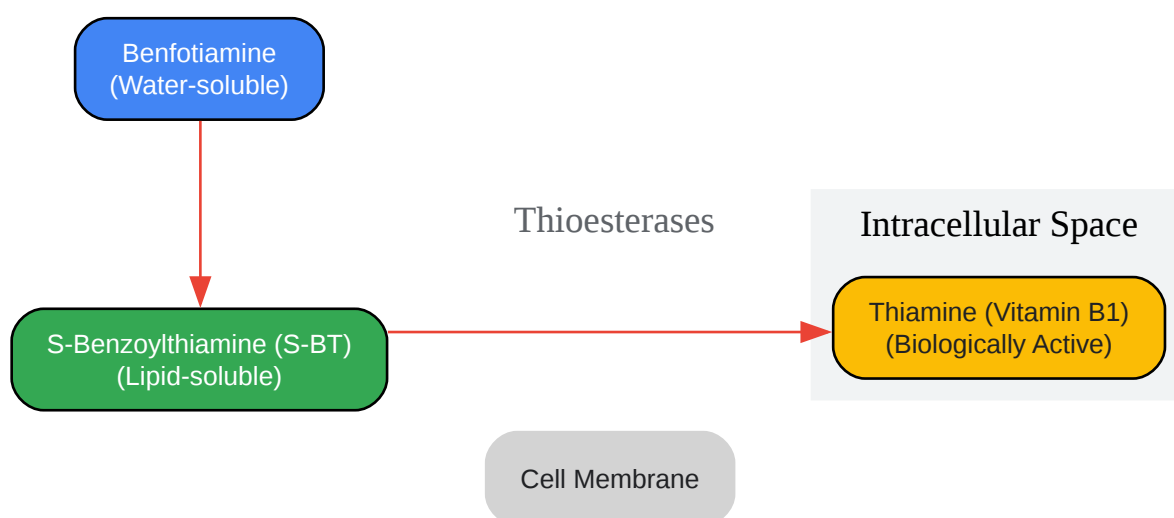 Benfotiamine
(Water-soluble)
Thioesterases
Intracellular Space
Thiamine (Vitamin B1)
(Biologically Active)
S-Benzoylthiamine (S-BT)
(Lipid-soluble)
Cell Membrane